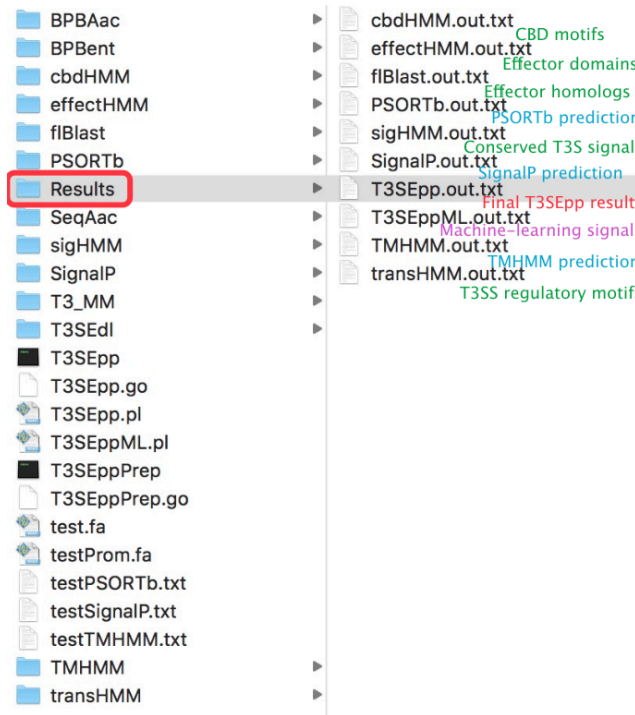 BPBAac
BPBent
cbdHMM
effectHMM
flBlast
PSORTb
Results
SeqAac
sigHMM
SignalP
T3_MM
T3SEdl
T3SEpp
T3SEpp.go
T3SEpp.pl
T3SEppML.pl
T3SEppPrep
T3SEppPrep.go
test.fa
testProm.fa
testPSORTb.txt
testSignalP.txt
testTMHMM.txt
TMHMM
transHMM
cbdHMM.out.txt
CBD motifs
effectHMM.out.txt
Effector domains
flBlast.out.txt
Effector homologs
PSORTb.out.txt
PSORTb prediction
sigHMM.out.txt
Conserved T3S signal
SignalP.out.txt
SignalP prediction
T3SEpp.out.txt
Final T3SEpp result
T3SEppML.out.txt
Machine-learning signal
TMHMM.out.txt
TMHMM prediction
transHMM.out.txt
T3SS regulatory motif